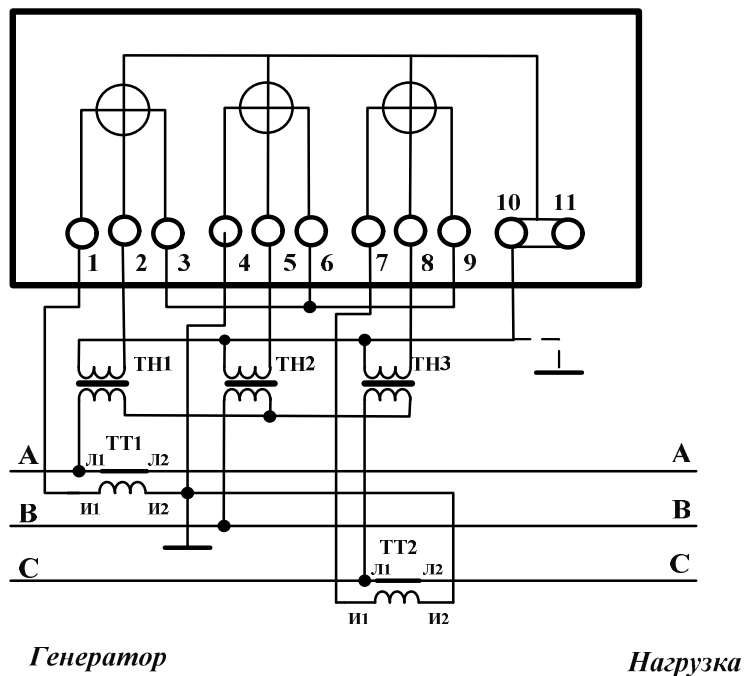 10 11
1 2 3 4 5 6 7 8 9
ТН1 ТН2 ТН3
ТТ1
А Л1 Л2 А
И1 И2
В В
ТТ2
С Л1 Л2 С
И1 И2
Генератор
Нагрузка